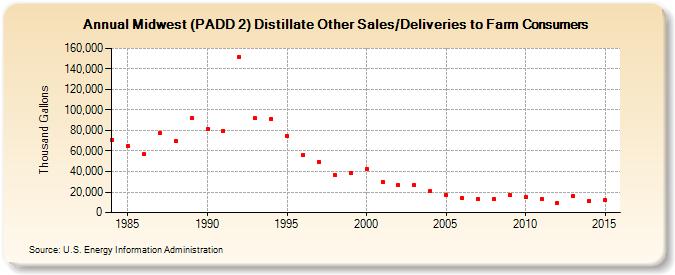 Annual Midwest (PADD 2) Distillate Other Sales/Deliveries to Farm Consumers
Thousand Gallons
160,000
140,000
120,000
100,000
80,000
60,000
40,000
20,000
0
1985 1990 1995 2000 2005 2010 2015
Source: U.S. Energy Information Administration